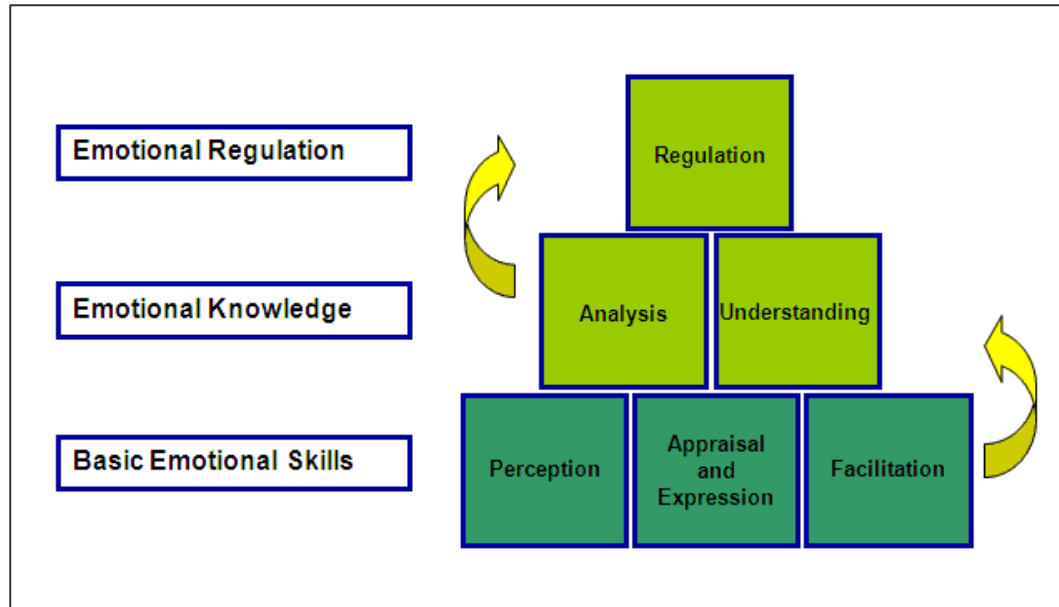 Emotional Regulation
Regulation
Emotional Knowledge
Analysis
Understanding
Basic Emotional Skills
Perception
Appraisal
and
Expression
Facilitation